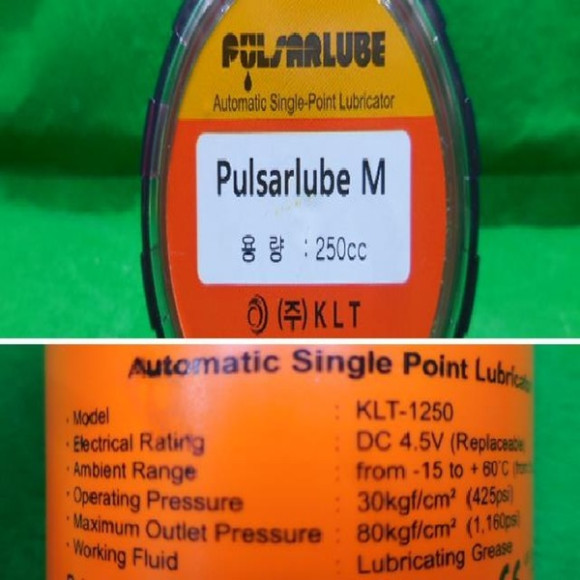 PULSARLUBE
Automatic Single-Point Lubricator
Pulsarlube M
용 량 : 250cc
(주)KLT
Automatic Single Point Lubricator
· Model : KLT-1250
· Electrical Rating : DC 4.5V (Replaceable
· Ambient Range : from -15 to + 60˚C (from
· Operating Pressure : 30kgf/cm² (425psi)
· Maximum Outlet Pressure : 80kgf/cm² (1,160psi)
· Working Fluid : Lubricating Grease